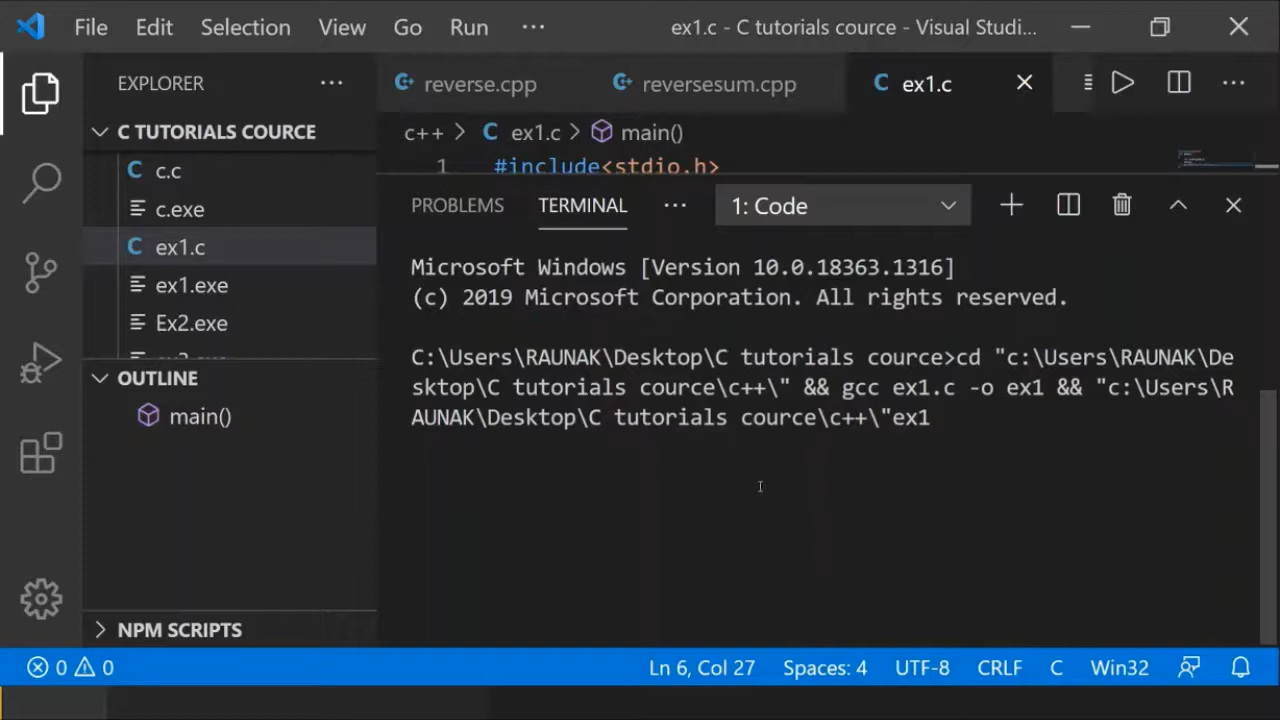 File Edit Selection View Go Run ··· ex1.c - C tutorials cource - Visual Studi...
EXPLORER ···
reverse.cpp reversesum.cpp C ex1.c
C TUTORIALS COURCE
c++ > C ex1.c > main()
1 #include<stdio.h>
C c.c
c.exe
C ex1.c
ex1.exe
Ex2.exe
OUTLINE
main()
NPM SCRIPTS
PROBLEMS TERMINAL ··· 1: Code
Microsoft Windows [Version 10.0.18363.1316]
(c) 2019 Microsoft Corporation. All rights reserved.
C:\Users\RAUNAK\Desktop\C tutorials cource>cd "c:\Users\RAUNAK\De
sktop\C tutorials cource\c++\" && gcc ex1.c -o ex1 && "c:\Users\R
AUNAK\Desktop\C tutorials cource\c++\"ex1
0 0 Ln 6, Col 27 Spaces: 4 UTF-8 CRLF C Win32